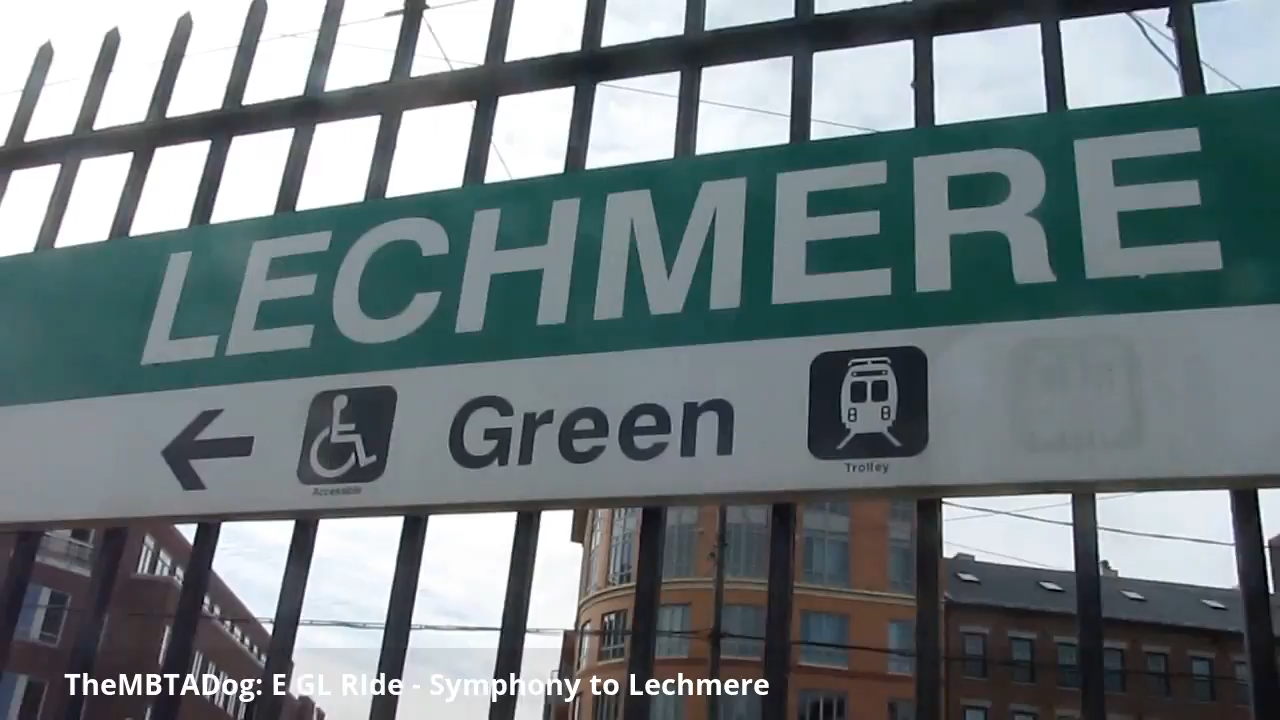 LECHMERE
Green
Accessible
Trolley
TheMBTADog: E GL RIde - Symphony to Lechmere